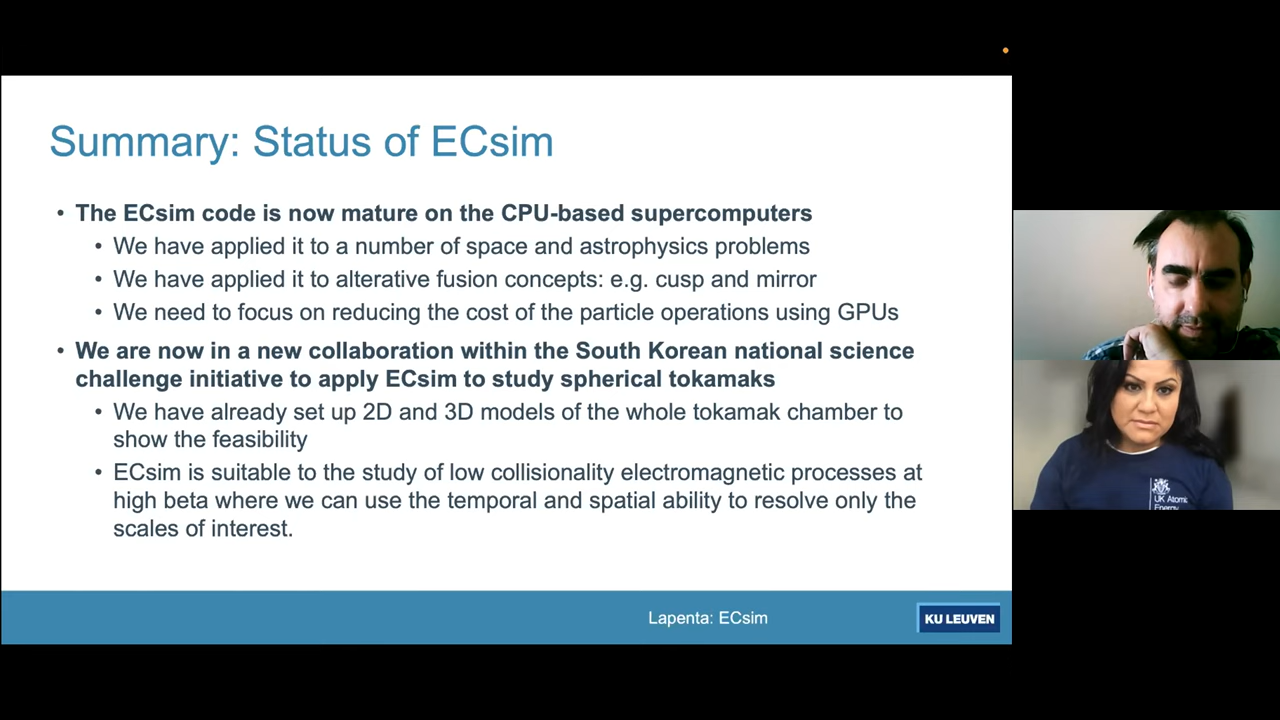 Summary: Status of ECsim
• The ECsim code is now mature on the CPU-based supercomputers
• We have applied it to a number of space and astrophysics problems
• We have applied it to alterative fusion concepts: e.g. cusp and mirror
• We need to focus on reducing the cost of the particle operations using GPUs
• We are now in a new collaboration within the South Korean national science
challenge initiative to apply ECsim to study spherical tokamaks
• We have already set up 2D and 3D models of the whole tokamak chamber to
show the feasibility
• ECsim is suitable to the study of low collisionality electromagnetic processes at
high beta where we can use the temporal and spatial ability to resolve only the
scales of interest.
Lapenta: ECsim
KU LEUVEN
UK Atomic
Energy